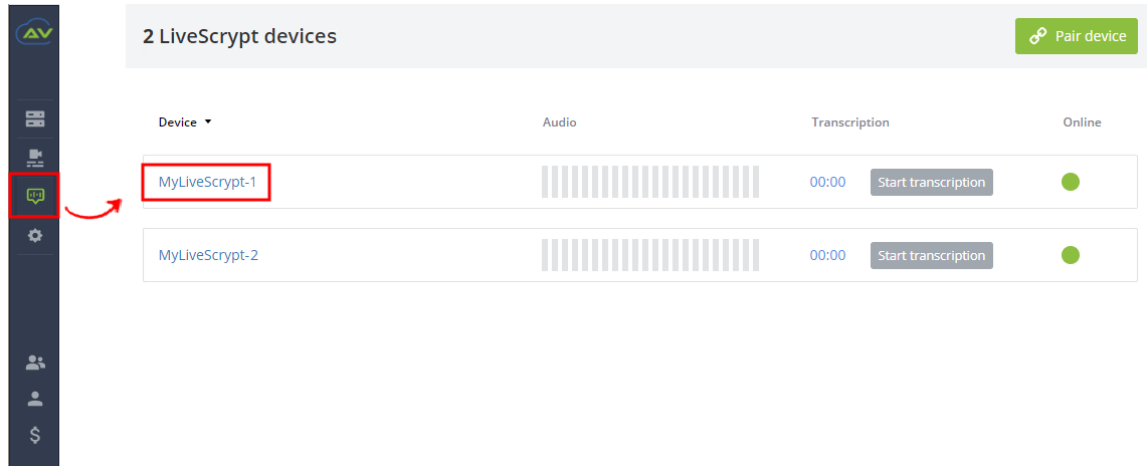 AV
2 LiveScrypt devices
Pair device
Device Audio Transcription Online
MyLiveScrypt-1 00:00 Start transcription
MyLiveScrypt-2 00:00 Start transcription
$